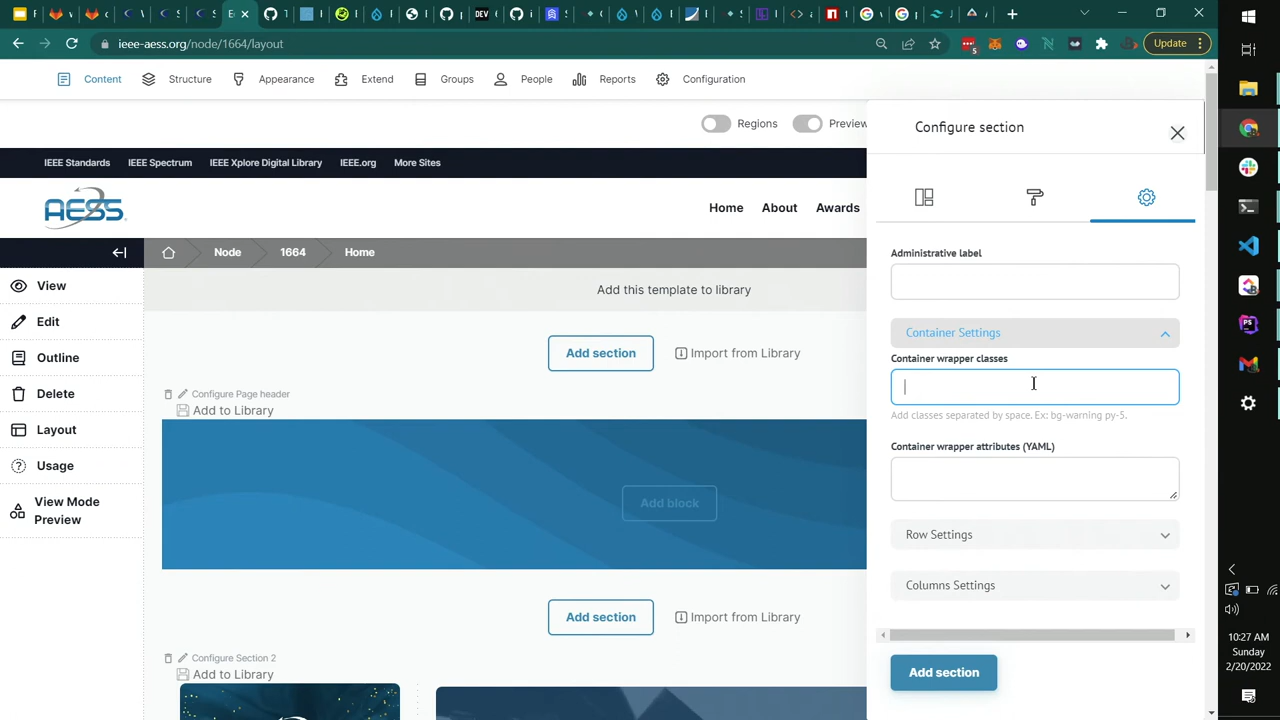 DEV
ieee-aess.org/node/1664/layout
5
Update
Content
Structure
Appearance
Extend
Groups
People
Reports
Configuration
Regions
Preview
Configure section
IEEE Standards
IEEE Spectrum
IEEE Xplore Digital Library
IEEE.org
More Sites
AESS
Home
About
Awards
Node
1664
Home
View
Edit
Outline
Delete
Layout
Usage
View Mode
Preview
Add this template to library
Add section
Import from Library
Configure Page header
Add to Library
Add block
Add section
Import from Library
Configure Section 2
Add to Library
Administrative label
Container Settings
Container wrapper classes
Add classes separated by space. Ex: bg-warning py-5.
Container wrapper attributes (YAML)
Row Settings
Columns Settings
Add section
PS
10:27 AM
Sunday
2/20/2022